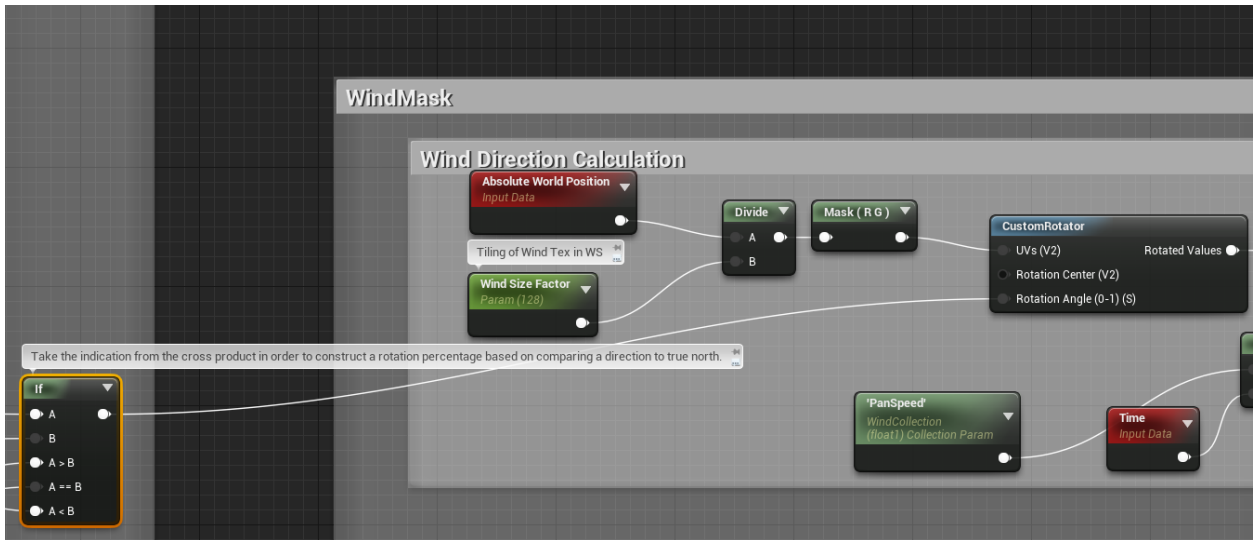 WindMask
Wind Direction Calculation
Absolute World Position
Input Data
Tiling of Wind Tex in WS
Wind Size Factor
Param (128)
Divide
A
B
Mask ( R G )
CustomRotator
UVs (V2)
Rotated Values
Rotation Center (V2)
Rotation Angle (0-1) (S)
Take the indication from the cross product in order to construct a rotation percentage based on comparing a direction to true north.
If
A
B
A > B
A == B
A < B
'PanSpeed'
WindCollection
(float1) Collection Param
Time
Input Data